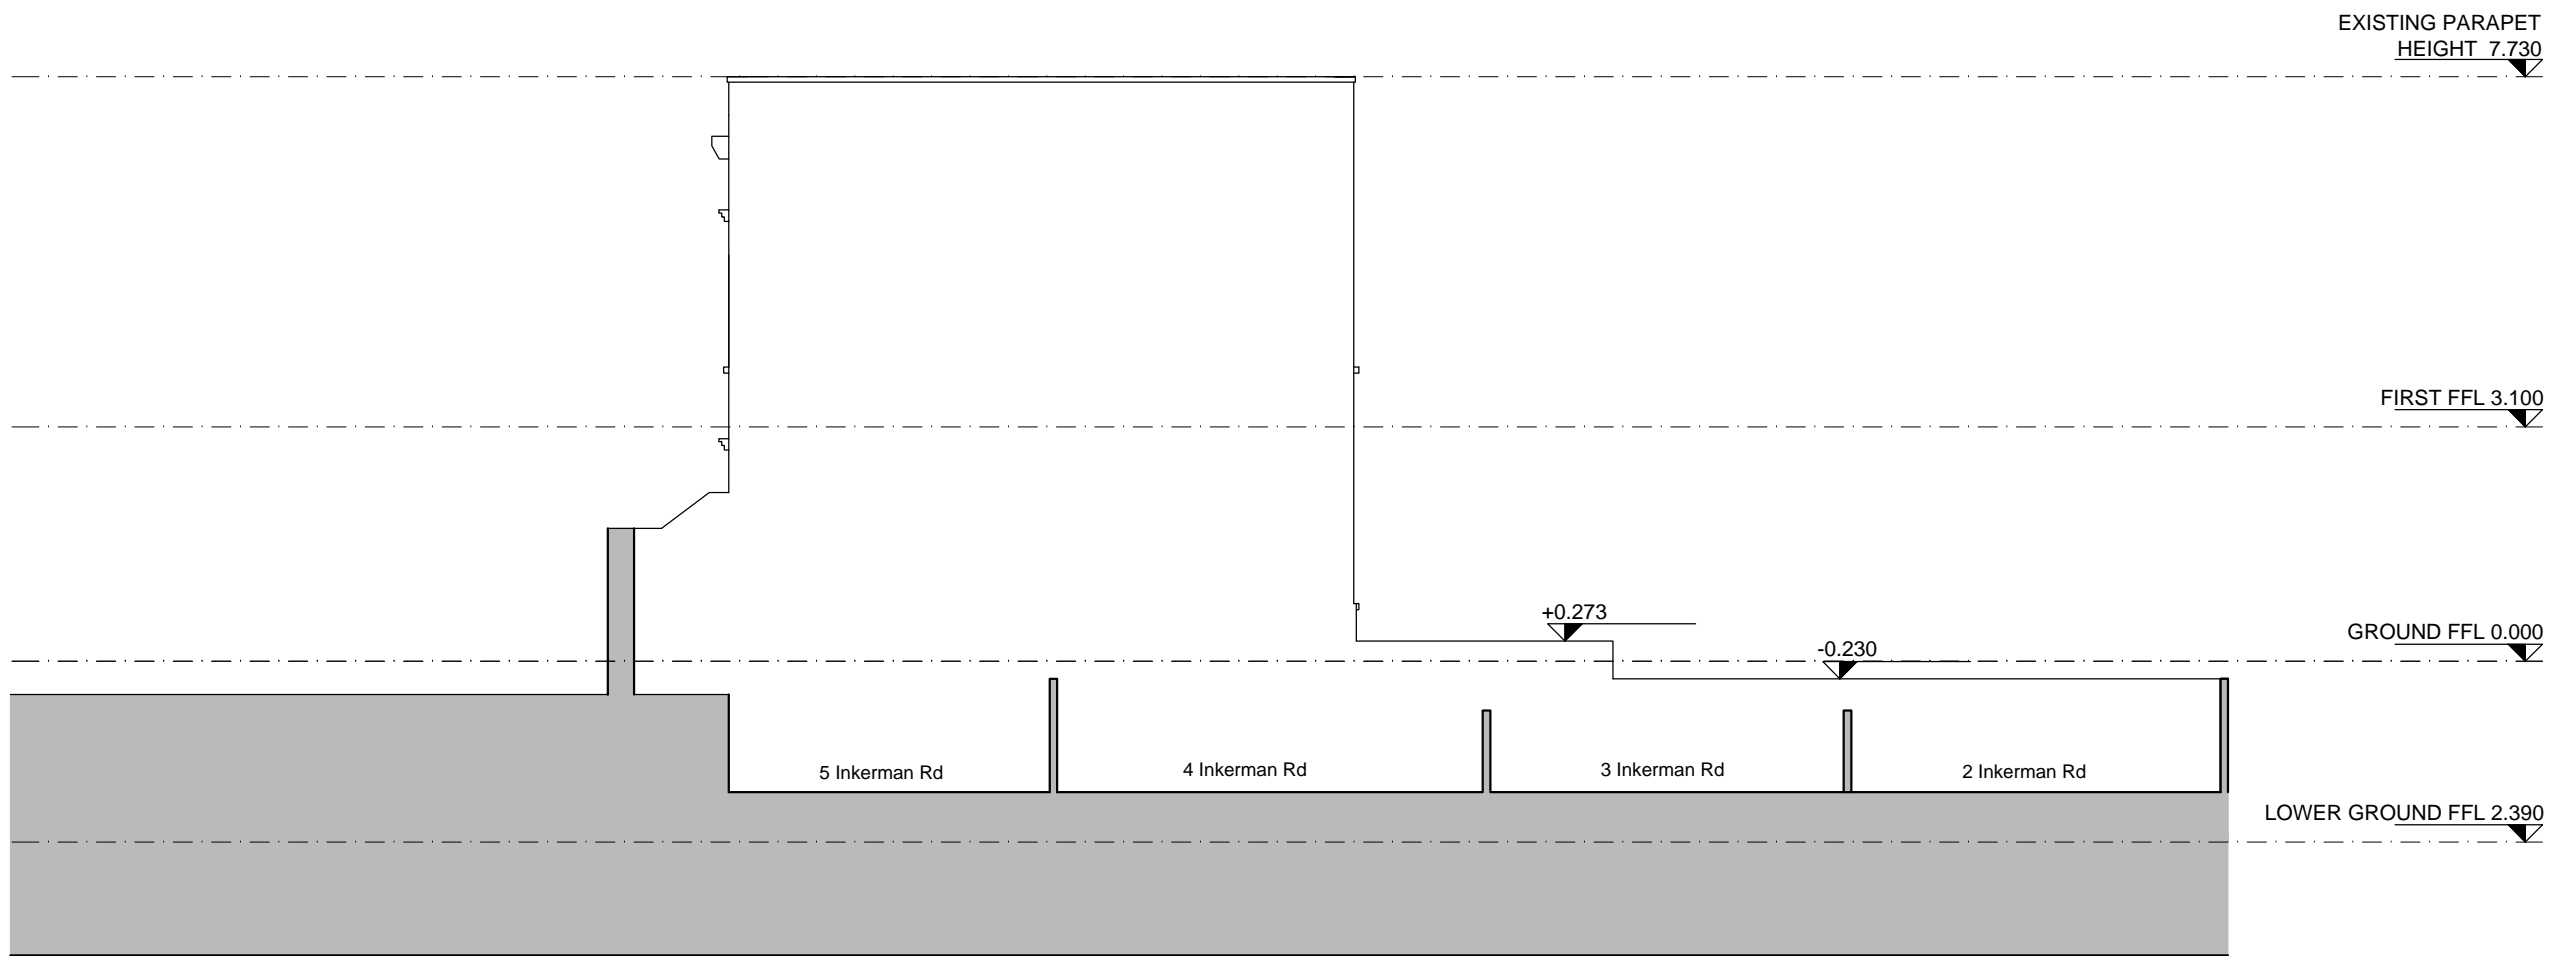 EXISTING PARAPET
HEIGHT 7.730
FIRST FFL 3.100
+0.273
GROUND FFL 0.000
-0.230
5 Inkerman Rd
4 Inkerman Rd
3 Inkerman Rd
2 Inkerman Rd
LOWER GROUND FFL 2.390